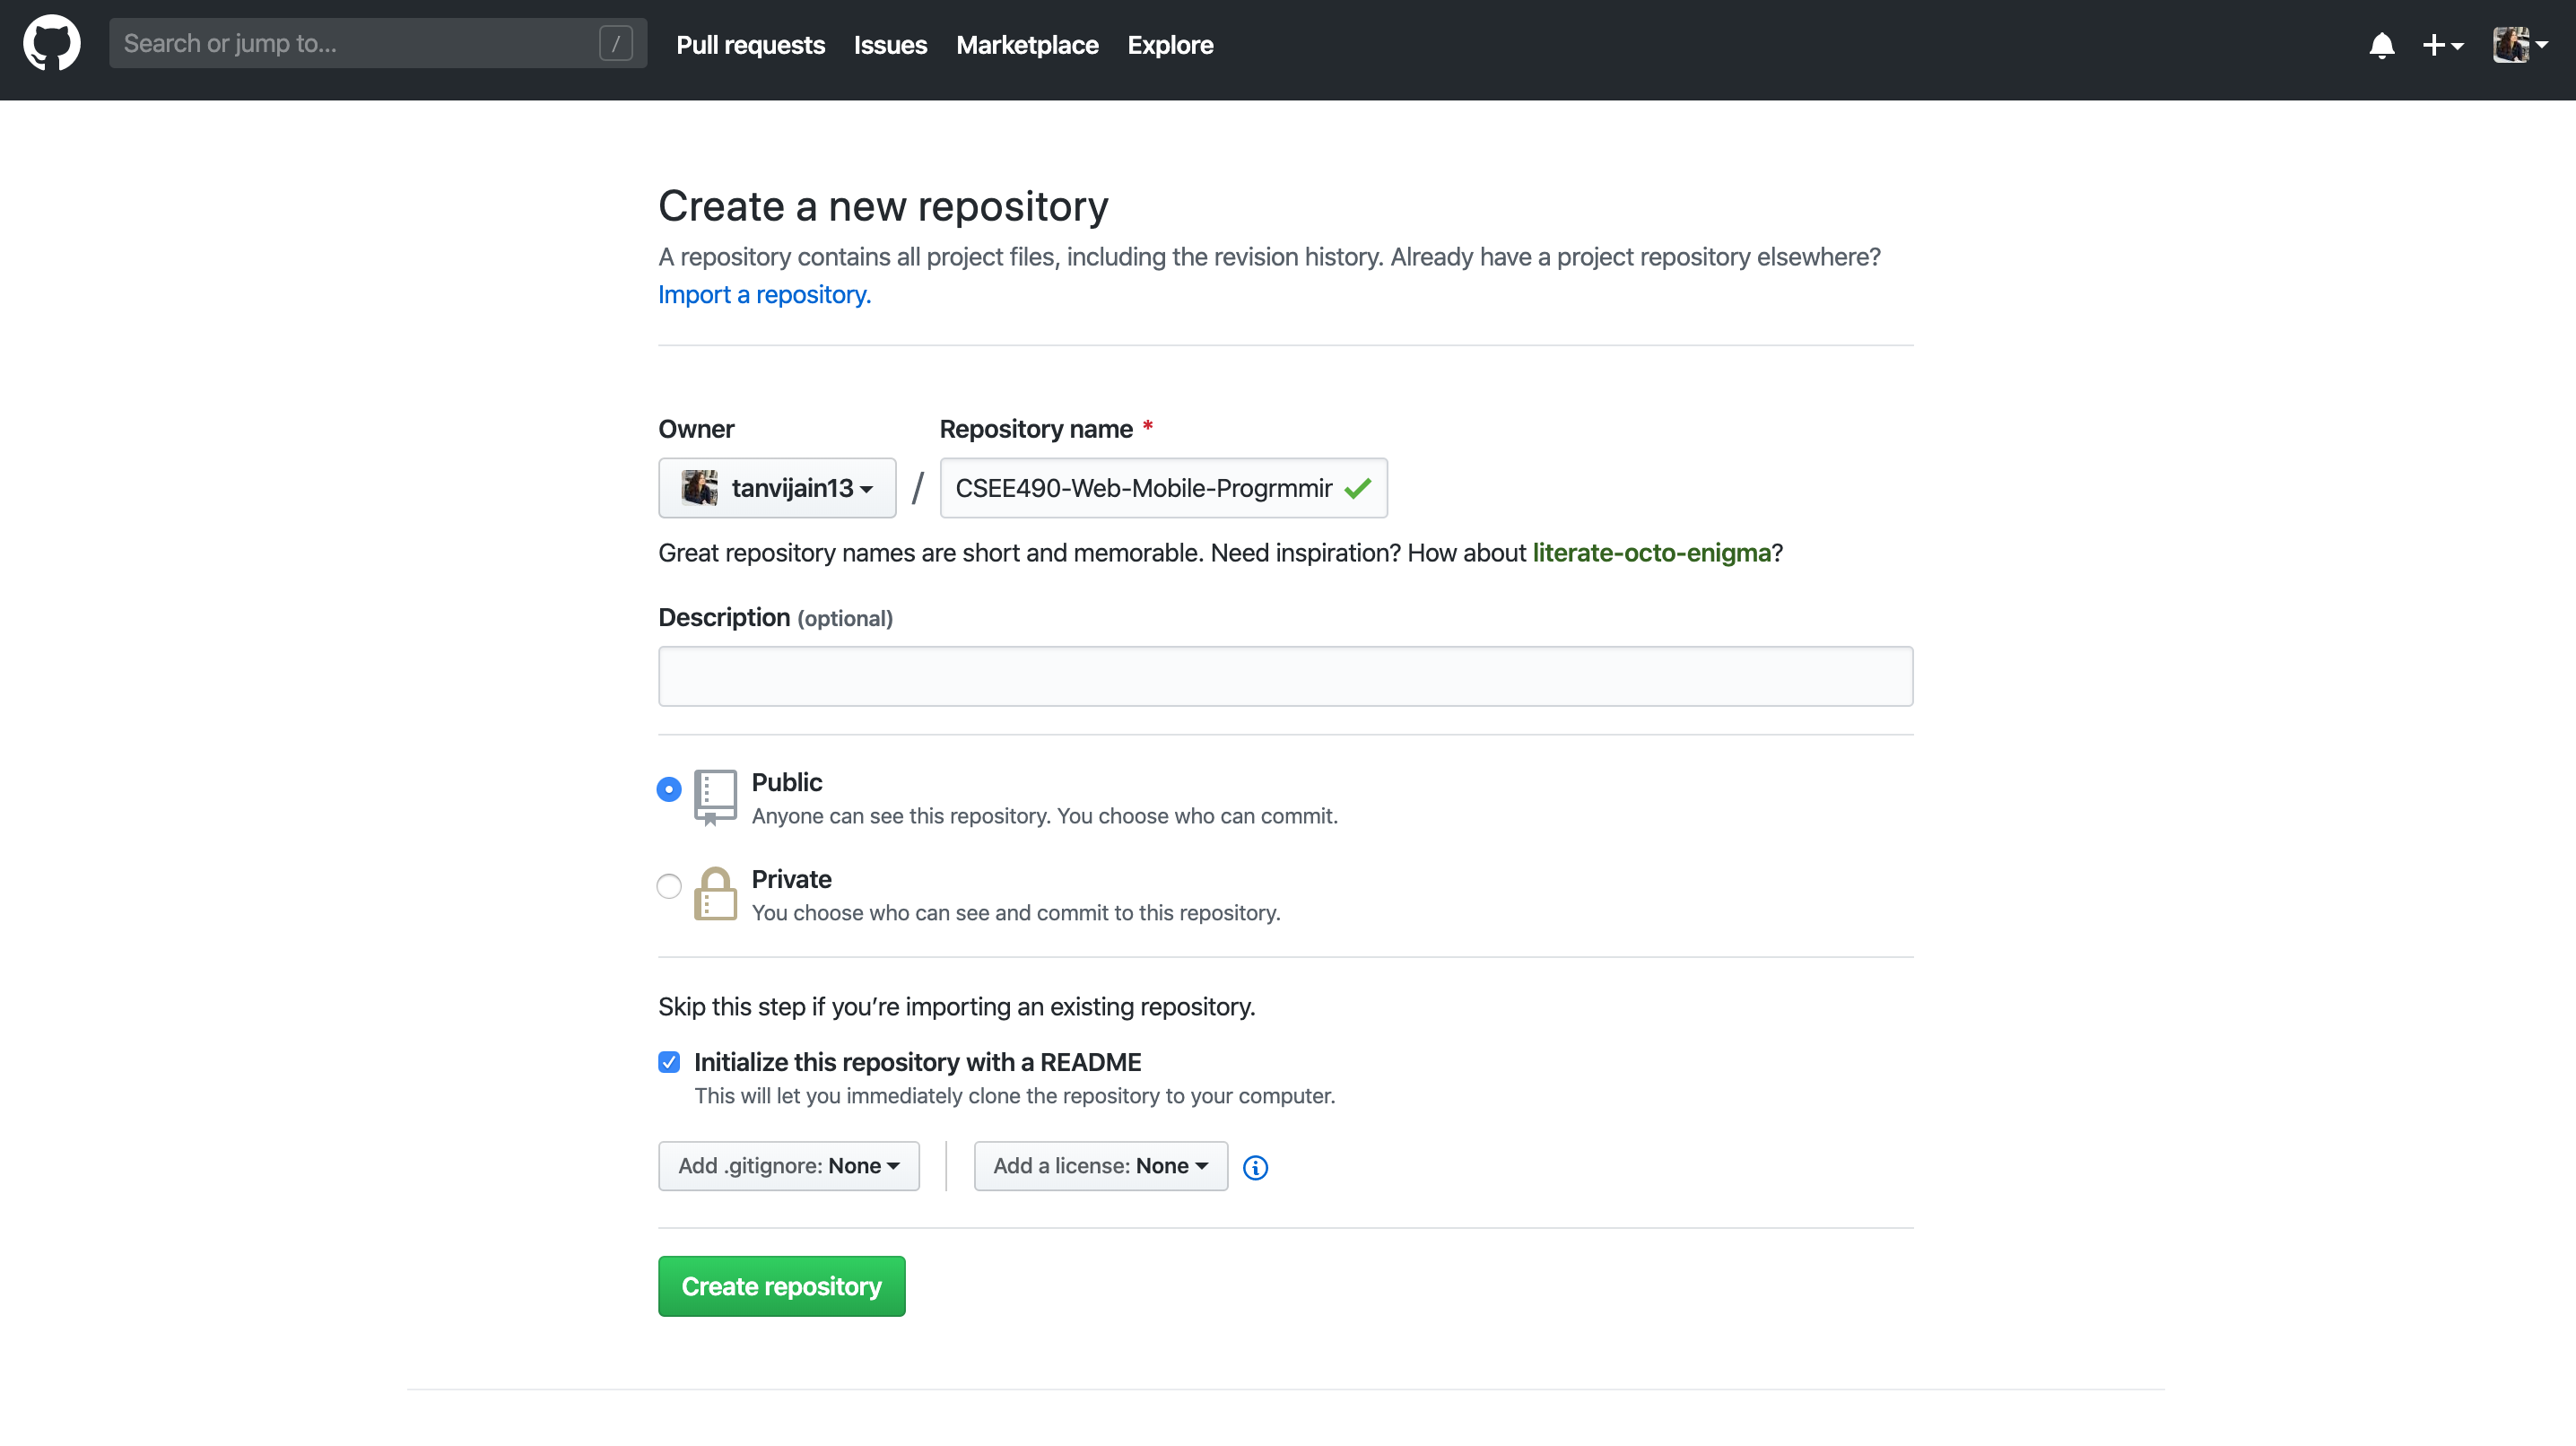 Search or jump to... /
Pull requests Issues Marketplace Explore
Create a new repository
A repository contains all project files, including the revision history. Already have a project repository elsewhere?
Import a repository.
Owner Repository name *
tanvijain13 / CSEE490-Web-Mobile-Progrmmir
Great repository names are short and memorable. Need inspiration? How about literate-octo-enigma?
Description (optional)
Public
Anyone can see this repository. You choose who can commit.
Private
You choose who can see and commit to this repository.
Skip this step if you’re importing an existing repository.
Initialize this repository with a README
This will let you immediately clone the repository to your computer.
Add .gitignore: None Add a license: None
Create repository